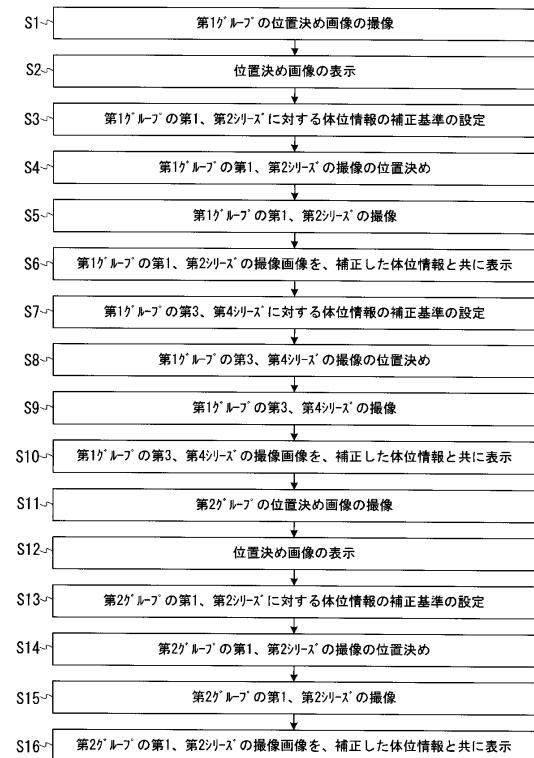 S1 第1グループの位置決め画像の撮像
S2 位置決め画像の表示
S3 第1グループの第1、第2シリーズに対する体位情報の補正基準の設定
S4 第1グループの第1、第2シリーズの撮像の位置決め
S5 第1グループの第1、第2シリーズの撮像
S6 第1グループの第1、第2シリーズの撮像画像を、補正した体位情報と共に表示
S7 第1グループの第3、第4シリーズに対する体位情報の補正基準の設定
S8 第1グループの第3、第4シリーズの撮像の位置決め
S9 第1グループの第3、第4シリーズの撮像
S10 第1グループの第3、第4シリーズの撮像画像を、補正した体位情報と共に表示
S11 第2グループの位置決め画像の撮像
S12 位置決め画像の表示
S13 第2グループの第1、第2シリーズに対する体位情報の補正基準の設定
S14 第2グループの第1、第2シリーズの撮像の位置決め
S15 第2グループの第1、第2シリーズの撮像
S16 第2グループの第1、第2シリーズの撮像画像を、補正した体位情報と共に表示